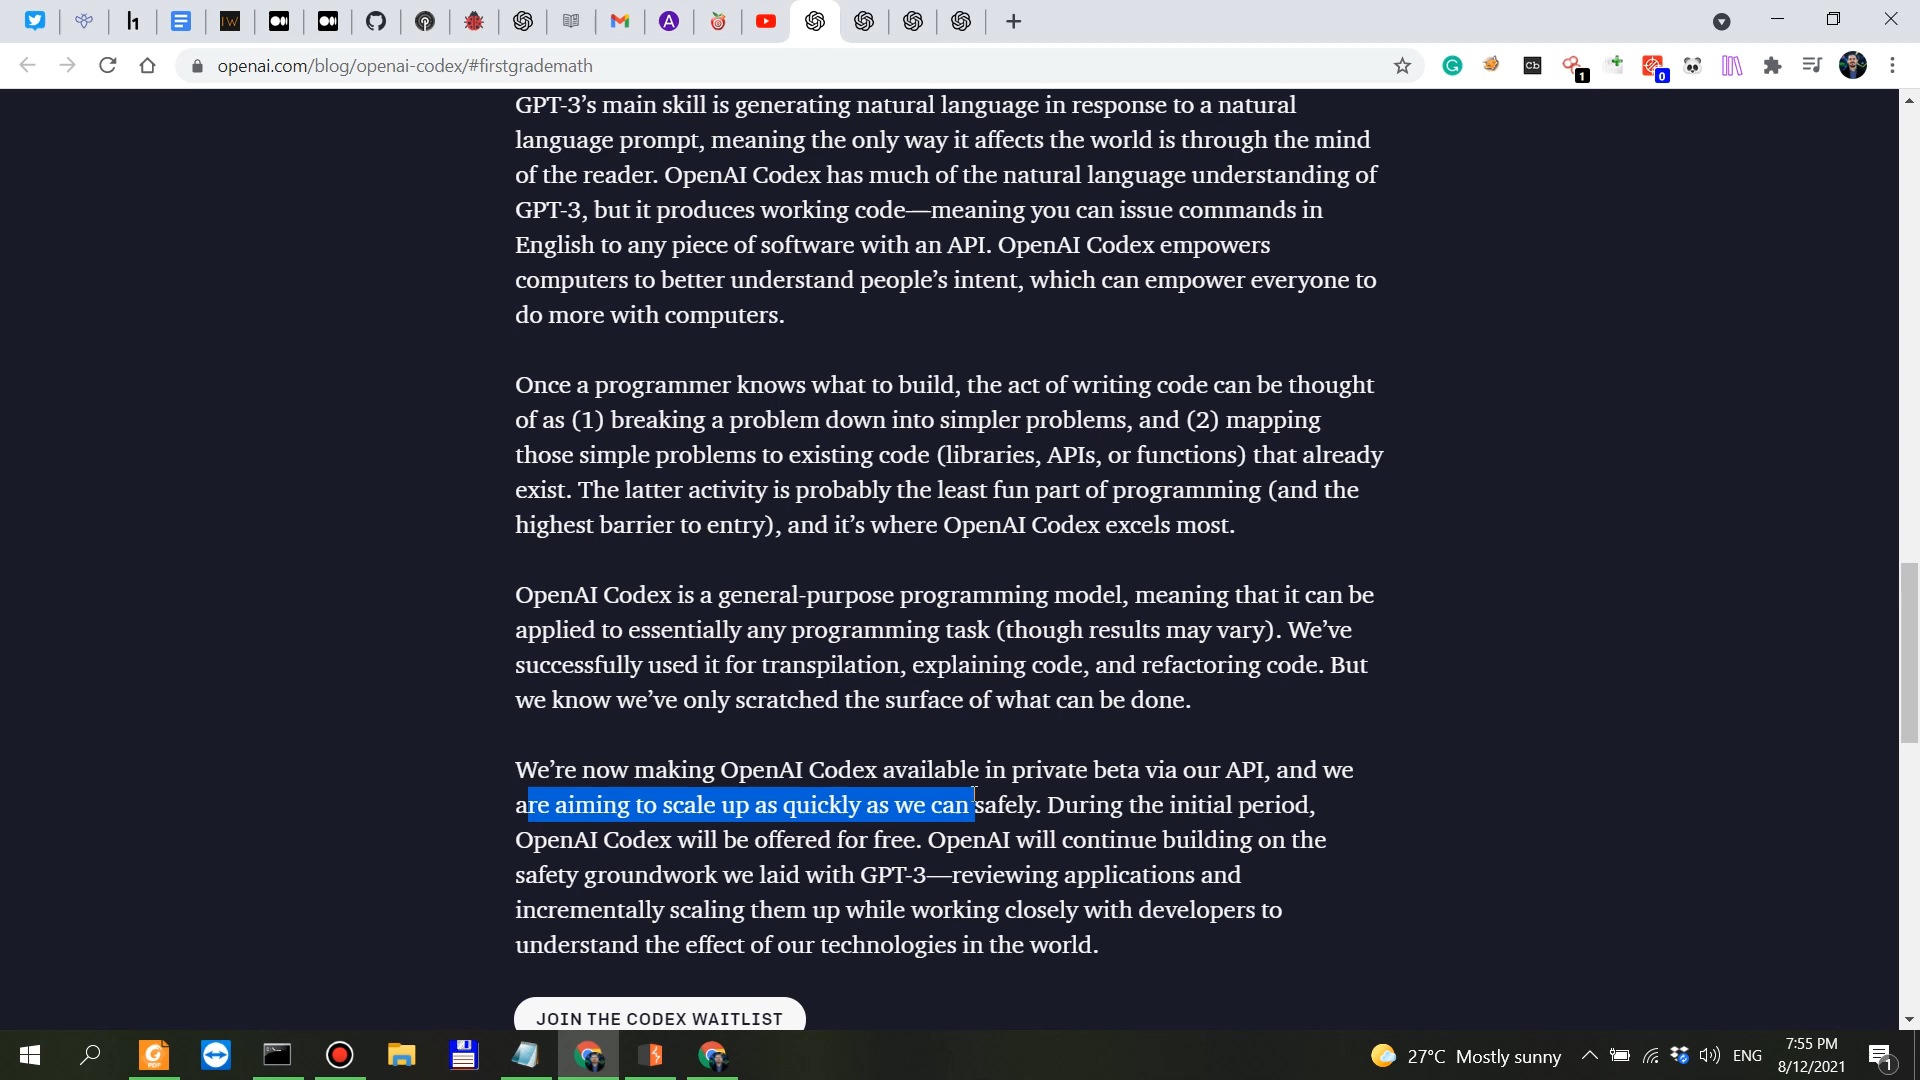 openai.com/blog/openai-codex/#firstgrademath
GPT-3’s main skill is generating natural language in response to a natural
language prompt, meaning the only way it affects the world is through the mind
of the reader. OpenAI Codex has much of the natural language understanding of
GPT-3, but it produces working code—meaning you can issue commands in
English to any piece of software with an API. OpenAI Codex empowers
computers to better understand people’s intent, which can empower everyone to
do more with computers.
Once a programmer knows what to build, the act of writing code can be thought
of as (1) breaking a problem down into simpler problems, and (2) mapping
those simple problems to existing code (libraries, APIs, or functions) that already
exist. The latter activity is probably the least fun part of programming (and the
highest barrier to entry), and it’s where OpenAI Codex excels most.
OpenAI Codex is a general-purpose programming model, meaning that it can be
applied to essentially any programming task (though results may vary). We’ve
successfully used it for transpilation, explaining code, and refactoring code. But
we know we’ve only scratched the surface of what can be done.
We’re now making OpenAI Codex available in private beta via our API, and we
are aiming to scale up as quickly as we can safely. During the initial period,
OpenAI Codex will be offered for free. OpenAI will continue building on the
safety groundwork we laid with GPT-3—reviewing applications and
incrementally scaling them up while working closely with developers to
understand the effect of our technologies in the world.
JOIN THE CODEX WAITLIST
27°C Mostly sunny
ENG
7:55 PM
8/12/2021
1